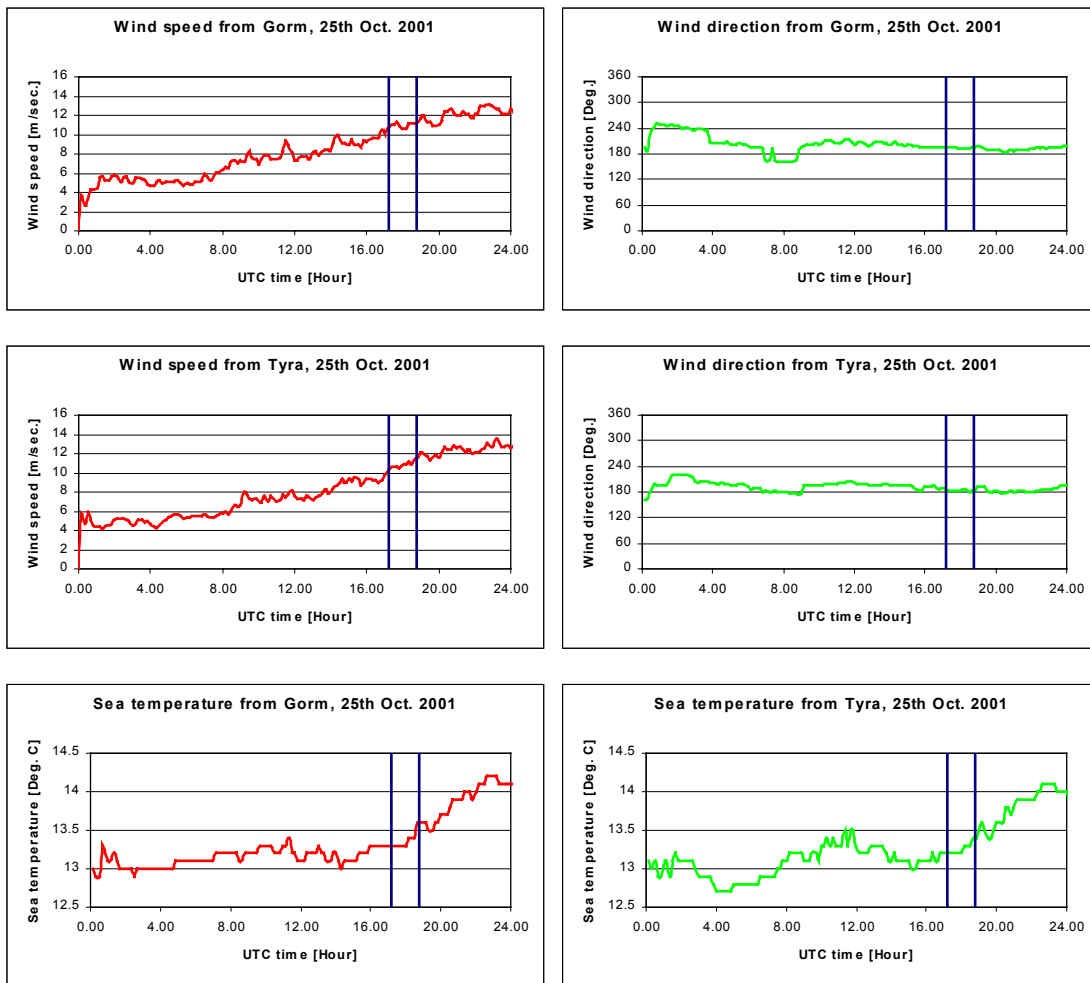 Wind speed from Gorm, 25th Oct. 2001
Wind speed [m/sec.]
16
14
12
10
8
6
4
2
0
0.00 4.00 8.00 12.00 16.00 20.00 24.00
UTC time [Hour]
Wind direction from Gorm, 25th Oct. 2001
Wind direction [Deg.]
360
300
240
180
120
60
0
0.00 4.00 8.00 12.00 16.00 20.00 24.00
UTC time [Hour]
Wind speed from Tyra, 25th Oct. 2001
Wind speed [m/sec.]
16
14
12
10
8
6
4
2
0
0.00 4.00 8.00 12.00 16.00 20.00 24.00
UTC time [Hour]
Wind direction from Tyra, 25th Oct. 2001
Wind direction [Deg.]
360
300
240
180
120
60
0
0.00 4.00 8.00 12.00 16.00 20.00 24.00
UTC time [Hour]
Sea temperature from Gorm, 25th Oct. 2001
Sea temperature [Deg. C]
14.5
14
13.5
13
12.5
0.00 4.00 8.00 12.00 16.00 20.00 24.00
UTC time [Hour]
Sea temperature from Tyra, 25th Oct. 2001
Sea temperature [Deg. C]
14.5
14
13.5
13
12.5
0.00 4.00 8.00 12.00 16.00 20.00 24.00
UTC time [Hour]